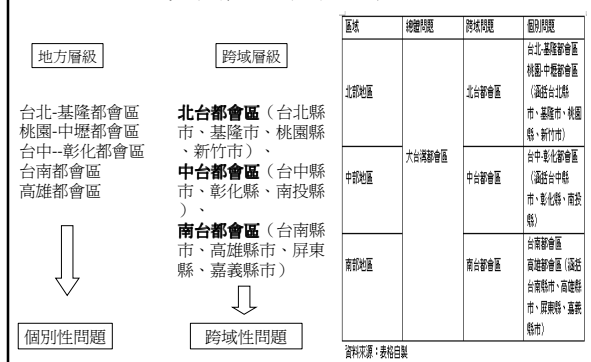 地方層級
台北-基隆都會區
桃園-中壢都會區
台中--彰化都會區
台南都會區
高雄都會區
個別性問題
跨域層級
北台都會區（台北縣
市、基隆市、桃園縣
、新竹市）、
中台都會區（台中縣
市、彰化縣、南投縣
）、
南台都會區（台南縣
市、高雄縣市、屏東
縣、嘉義縣市）
跨域性問題
區域 總體問題 跨域問題 個別問題
北部地區
大台灣都會區
北台都會區
台北-基隆都會區
桃園-中壢都會區
（涵括台北縣
市、基隆市、桃園
縣、新竹市）
中部地區
中台都會區
台中-彰化都會區
（涵括台中縣
市、彰化縣、南投
縣）
南部地區
南台都會區
台南都會區
高雄都會區（涵括
台南縣市、高雄縣
市、屏東縣、嘉義
縣市）
資料來源：表格自製